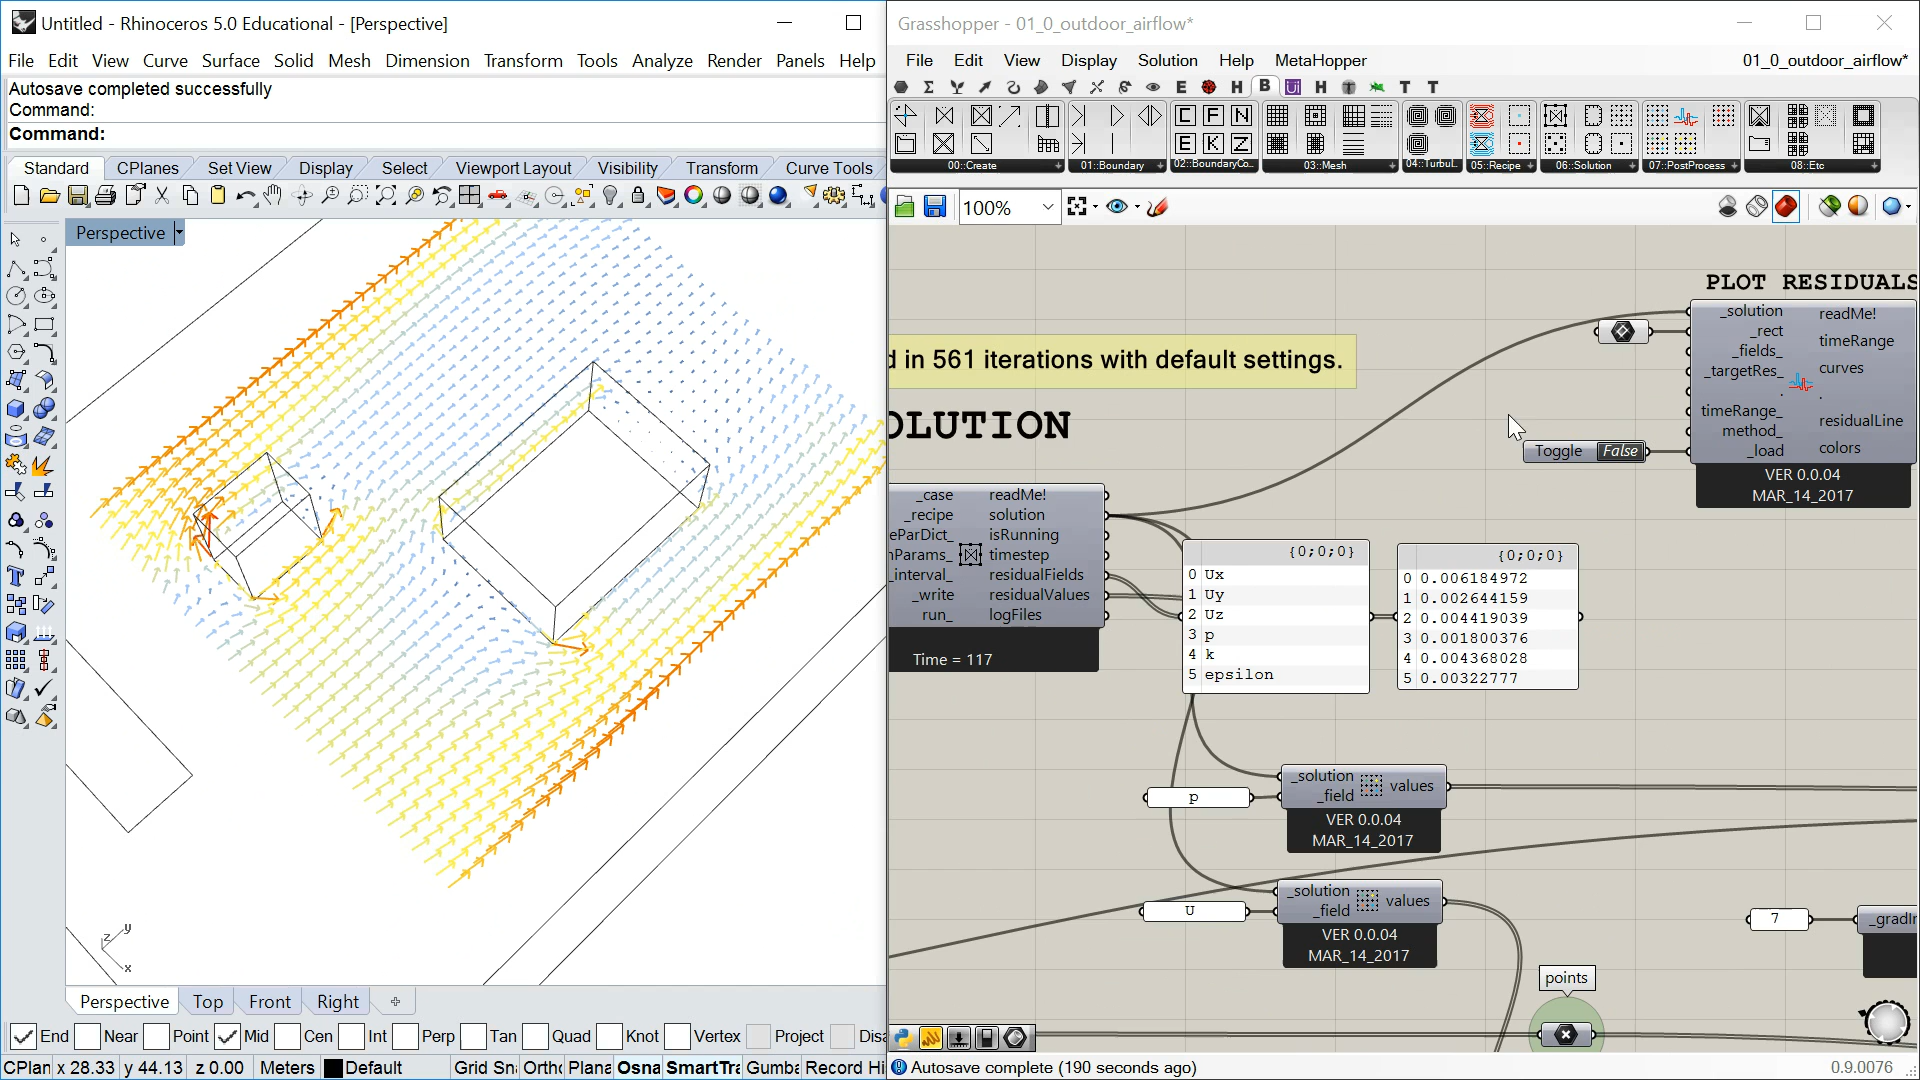 Untitled - Rhinoceros 5.0 Educational - [Perspective]
File Edit View Curve Surface Solid Mesh Dimension Transform Tools Analyze Render Panels Help
Autosave completed successfully
Command:
Command:
Standard CPlanes Set View Display Select Viewport Layout Visibility Transform Curve Tools
Perspective
z y
x
Perspective Top Front Right
End Near Point Mid Cen Int Perp Tan Quad Knot Vertex Project Disa
CPlan x 28.33 y 44.13 z 0.00 Meters Default Grid Sn Ortho Plana Osna SmartTra Gumba Record Hi
Grasshopper - 01_0_outdoor_airflow*
File Edit View Display Solution Help MetaHopper 01_0_outdoor_airflow*
E H B H T T
C F N
E K Z
00::Create 01::Boundary 02::BoundaryCo... 03::Mesh 04::Turbul... 05::Recipe 06::Solution 07::PostProcess 08::Etc
100%
PLOT RESIDUALS
_solution readMe!
_rect timeRange
_fields_
_targetRes_ curves
timeRange_ residualLine
method_
_load colors
VER 0.0.04
MAR_14_2017
Toggle False
d in 561 iterations with default settings.
OLUTION
_case readMe!
_recipe solution
eParDict_ isRunning
nParams_ timestep
_interval_ residualFields
_write residualValues
run_ logFiles
Time = 117
{0;0;0}
0 Ux
1 Uy
2 Uz
3 p
4 k
5 epsilon
{0;0;0}
0 0.006184972
1 0.002644159
2 0.004419039
3 0.001800376
4 0.004368028
5 0.00322777
p
_solution values
_field
VER 0.0.04
MAR_14_2017
U
_solution values
_field
VER 0.0.04
MAR_14_2017
7
_gradIn
points
Autosave complete (190 seconds ago) 0.9.0076